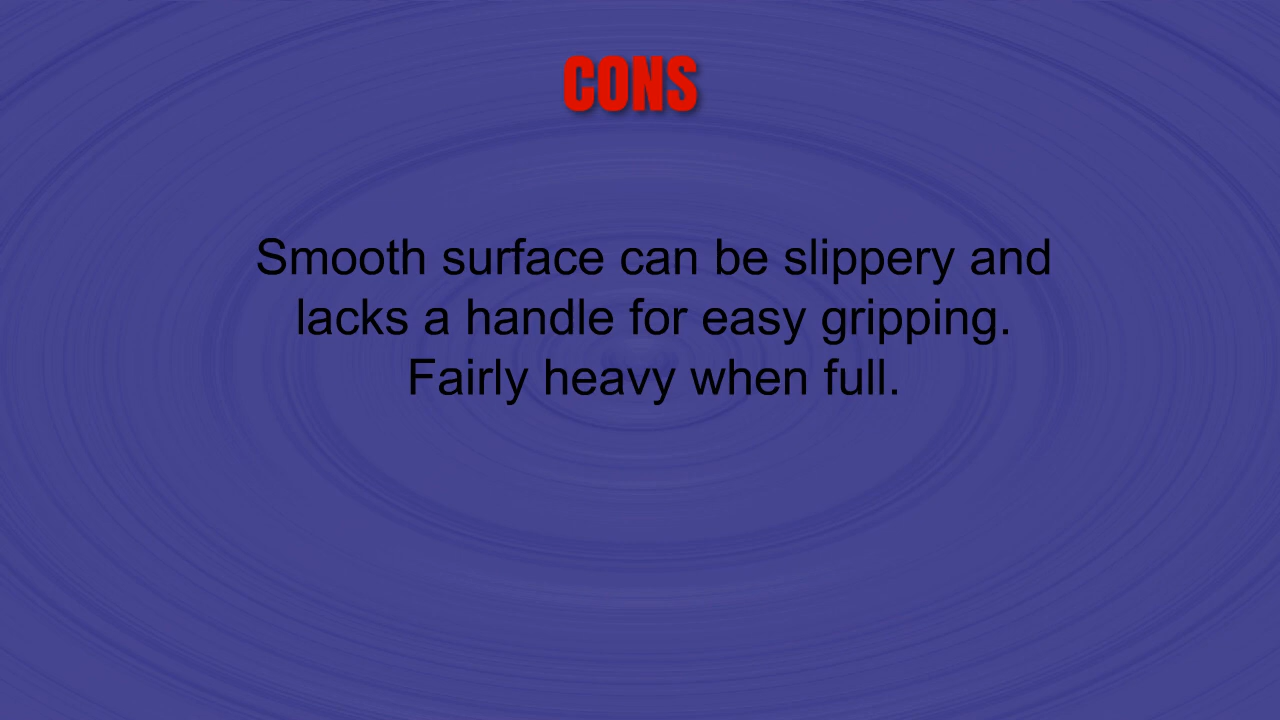 CONS
Smooth surface can be slippery and
lacks a handle for easy gripping.
Fairly heavy when full.